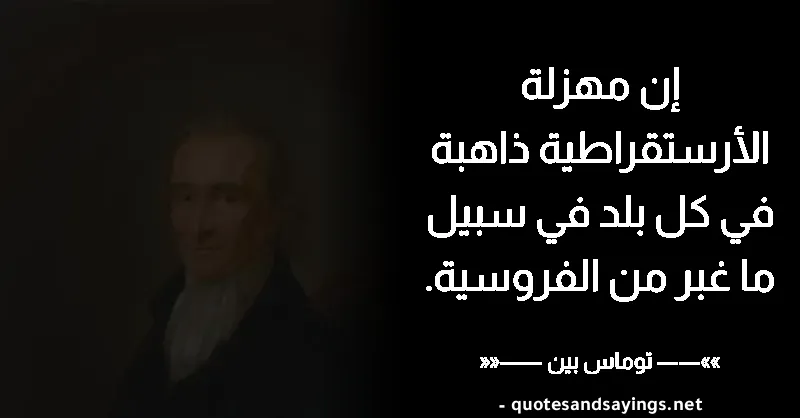 إن مهزلة
الأرستقراطية ذاهبة
في كل بلد في سبيل
ما غبر من الفروسية.
»»—— توماس بين ——««
- quotesandsayings.net